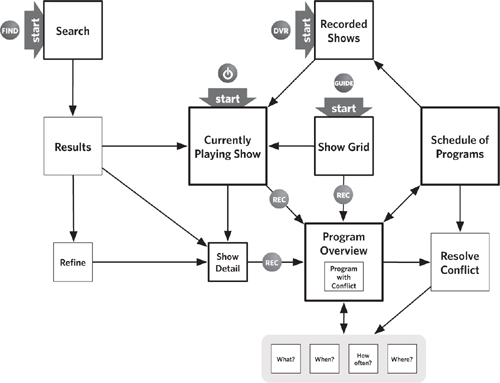 FIND
start
Search
DVR
start
Recorded
Shows
start
GUIDE
start
Results
Currently
Playing Show
Show Grid
Schedule of
Programs
REC
REC
Refine
Show
Detail
REC
Program
Overview
Program
with
Conflict
Resolve
Conflict
What?
When?
How
often?
Where?